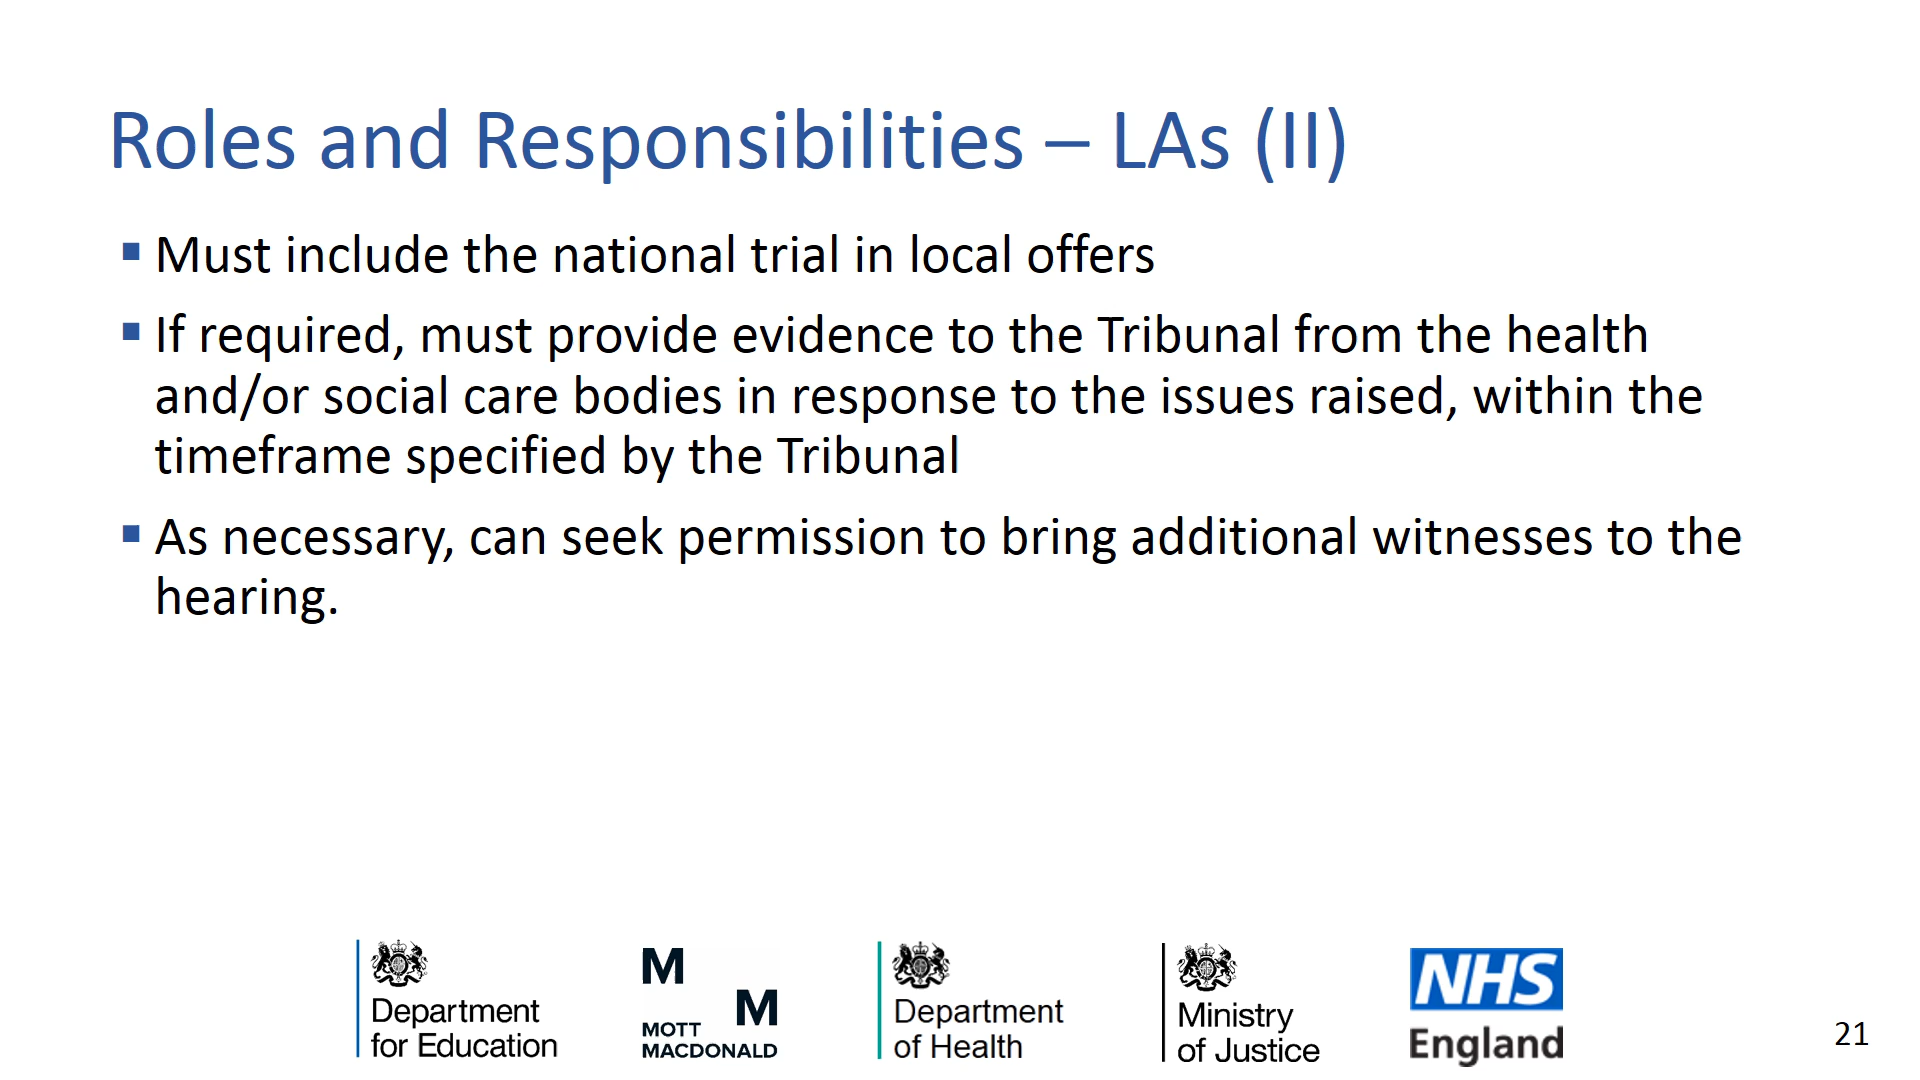 Roles and Responsibilities – LAs (II)
▪ Must include the national trial in local offers
▪ If required, must provide evidence to the Tribunal from the health
and/or social care bodies in response to the issues raised, within the
timeframe specified by the Tribunal
▪ As necessary, can seek permission to bring additional witnesses to the
hearing.
Department
for Education
M
M
MOTT
MACDONALD
Department
of Health
Ministry
of Justice
NHS
England
21